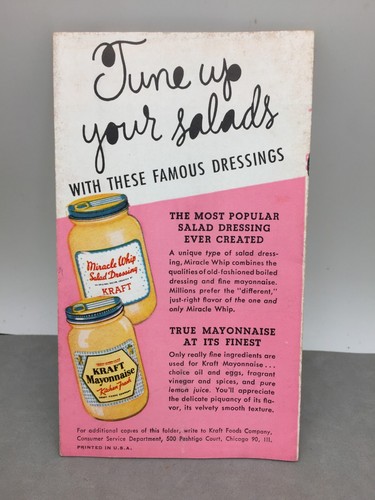 Tune up
your salads
WITH THESE FAMOUS DRESSINGS
THE MOST POPULAR
SALAD DRESSING
EVER CREATED
A unique type of salad dress-
ing, Miracle Whip combines the
qualities of old-fashioned boiled
dressing and fine mayonnaise.
Millions prefer the "different,"
just-right flavor of the one and
only Miracle Whip.
Miracle Whip
Salad Dressing
KRAFT
TRUE MAYONNAISE
AT ITS FINEST
Only really fine ingredients are
used for Kraft Mayonnaise...
choice oil and eggs, fragrant
vinegar and spices, and pure
lemon juice. You'll appreciate
the delicate piquancy of its fla-
vor, its velvety smooth texture.
KRAFT
Mayonnaise
Kitchen Fresh
For additional copies of this folder, write to Kraft Foods Company,
Consumer Service Department, 500 Peshtigo Court, Chicago 90, Ill.
PRINTED IN U.S.A.